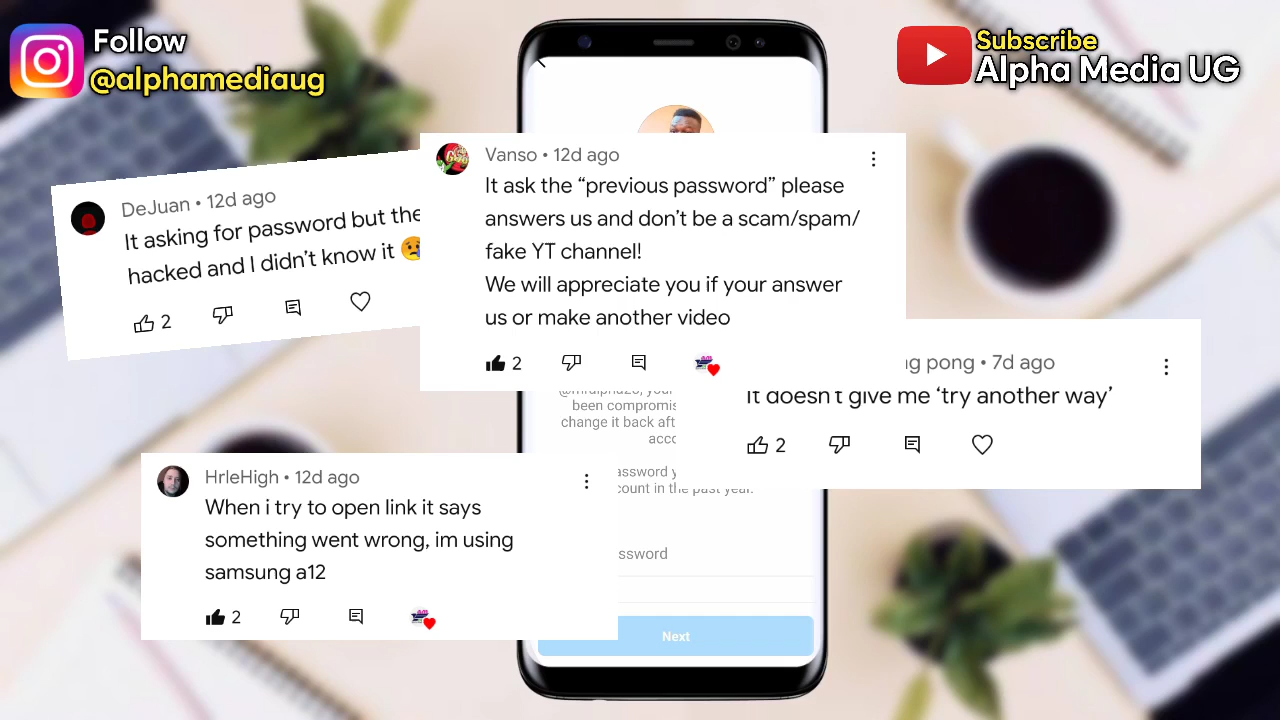 Follow
@alphamediaug
Subscribe
Alpha Media UG
DeJuan • 12d ago
It asking for password but the
hacked and I didn't know it 😢
2
Vanso • 12d ago
It ask the “previous password” please
answers us and don't be a scam/spam/
fake YT channel!
We will appreciate you if your answer
us or make another video
2
pong • 7d ago
It doesn't give me ‘try another way’
2
been compromis
change it back aft
acc
assword y
count in the past year.
HrleHigh • 12d ago
When i try to open link it says
something went wrong, im using
samsung a12
2
ssword
Next